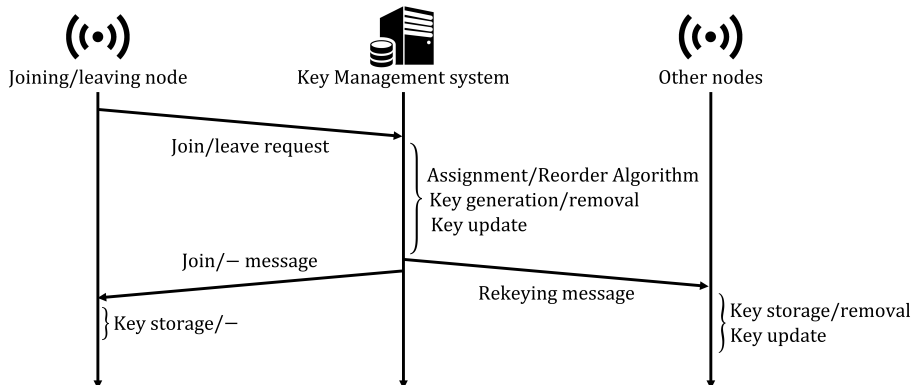 Joining/leaving node
Key Management system
Other nodes
Join/leave request
Assignment/Reorder Algorithm
Key generation/removal
Key update
Join/− message
Rekeying message
Key storage/−
Key storage/removal
Key update